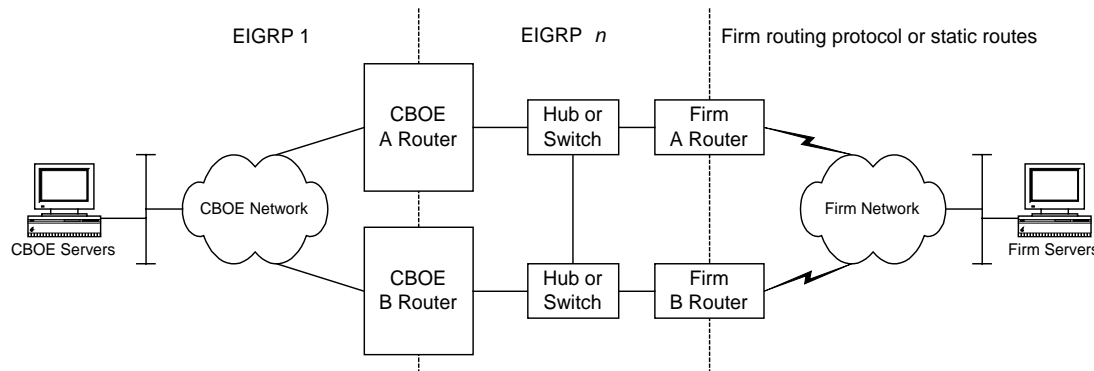 EIGRP 1
EIGRP n
Firm routing protocol or static routes
CBOE
A Router
Hub or
Switch
Firm
A Router
CBOE Servers
CBOE Network
Firm Network
Firm Servers
CBOE
B Router
Hub or
Switch
Firm
B Router